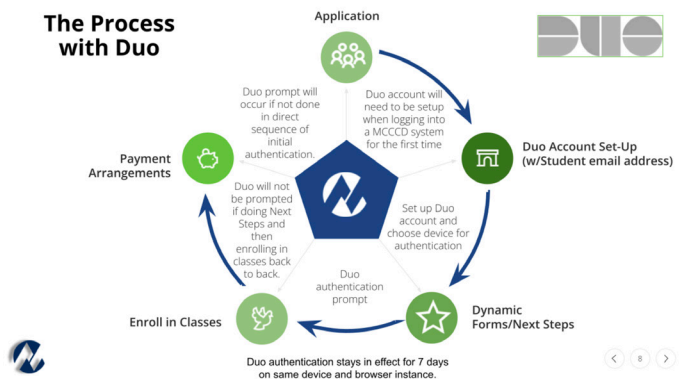 The Process
with Duo
Application
DUO
Duo prompt will
occur if not done
in direct
sequence of
initial
authentication.
Duo account will
need to be setup
when logging into
a MCCCD system
for the first time
Duo Account Set-Up
(w/Student email address)
Payment
Arrangements
Duo will not
be prompted
if doing Next
Steps and
then
enrolling in
classes back
to back.
Set up Duo
account and
choose device for
authentication
Duo
authentication
prompt
Enroll in Classes
Dynamic
Forms/Next Steps
Duo authentication stays in effect for 7 days
on same device and browser instance.
8